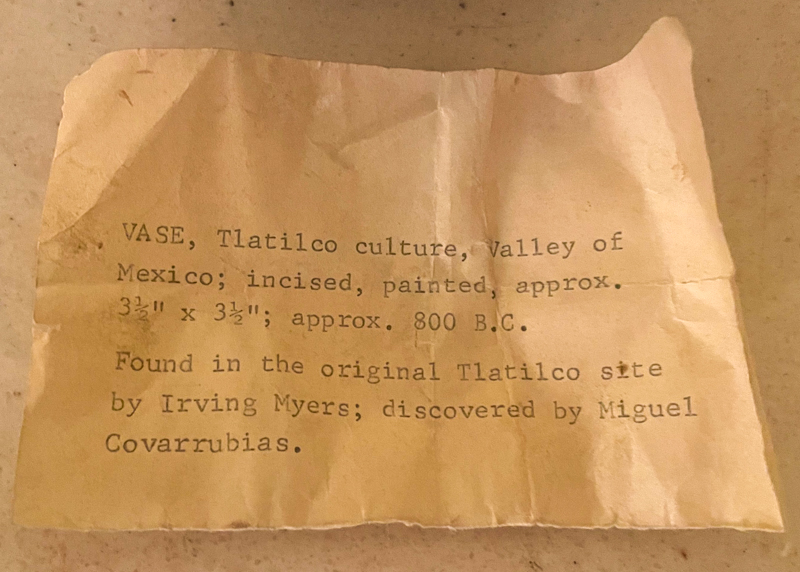 VASE, Tlatilco culture, Valley of
Mexico; incised, painted, approx.
3½" x 3½"; approx. 800 B.C.
Found in the original Tlatilco site
by Irving Myers; discovered by Miguel
Covarrubias.